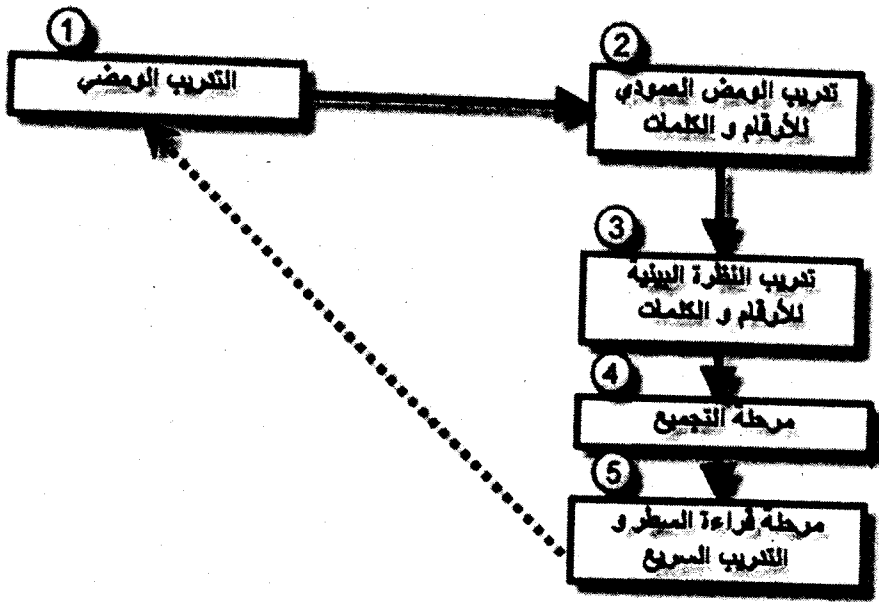 1
التدريب الومضي
2
تدريب الومض العمودي
للأرقام و الكلمات
3
تدريب النظرة البينية
للأرقام و الكلمات
4
مرحلة التجميع
5
مرحلة قراءة السطر و
التدريب السريع